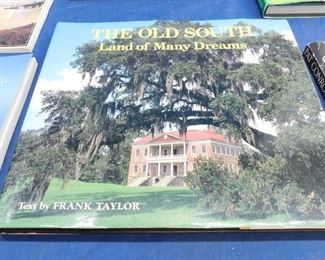 THE OLD SOUTH
Land of Many Dreams
Text by FRANK TAYLOR